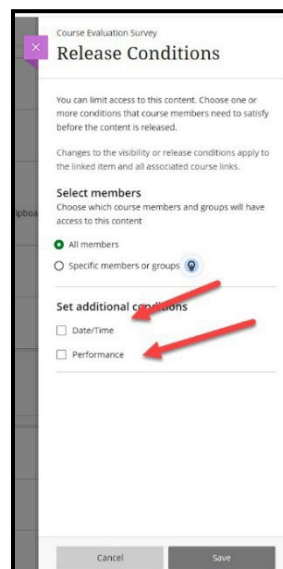 Course Evaluation Survey
Release Conditions
You can limit access to this content. Choose one or
more conditions that course members need to satisfy
before the content is released.
Changes to the visibility or release conditions apply to
the linked item and all associated course links.
Select members
Choose which course members and groups will have
access to this content
All members
Specific members or groups
Set additional conditions
Date/Time
Performance
Cancel
Save